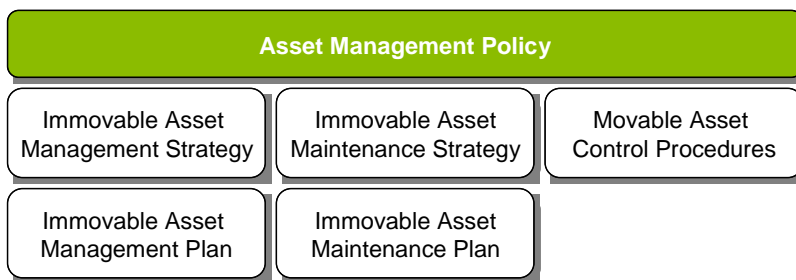 Asset Management Policy
Immovable Asset
Management Strategy
Immovable Asset
Maintenance Strategy
Movable Asset
Control Procedures
Immovable Asset
Management Plan
Immovable Asset
Maintenance Plan